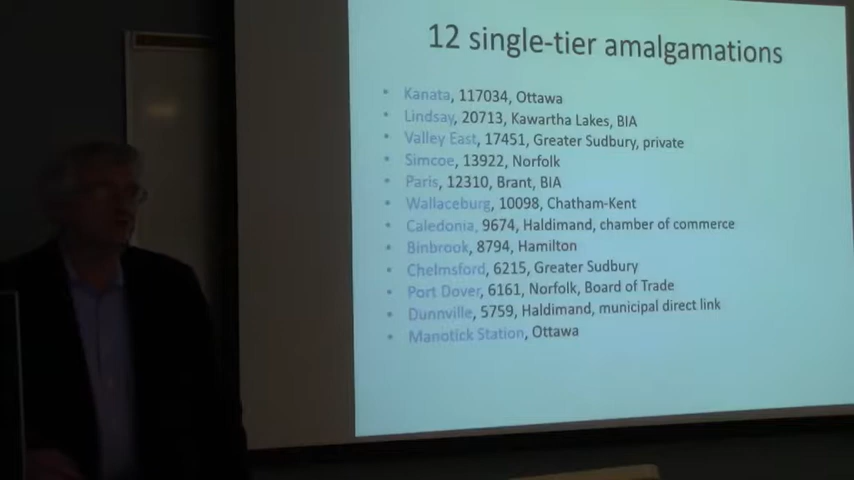 12 single-tier amalgamations
• Kanata, 117034, Ottawa
• Lindsay, 20713, Kawartha Lakes, BIA
• Valley East, 17451, Greater Sudbury, private
• Simcoe, 13922, Norfolk
• Paris, 12310, Brant, BIA
• Wallaceburg, 10098, Chatham-Kent
• Caledonia, 9674, Haldimand, chamber of commerce
• Binbrook, 8794, Hamilton
• Chelmsford, 6215, Greater Sudbury
• Port Dover, 6161, Norfolk, Board of Trade
• Dunnville, 5759, Haldimand, municipal direct link
• Manotick Station, Ottawa